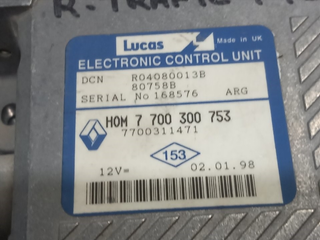 R. TRAFIC
Lucas
Made in UK
ELECTRONIC CONTROL UNIT
DCN R04080013B
80758B
SERIAL No 168576 ARG
HOM 7 700 300 753
7700311471
153
12V= 02.01.98